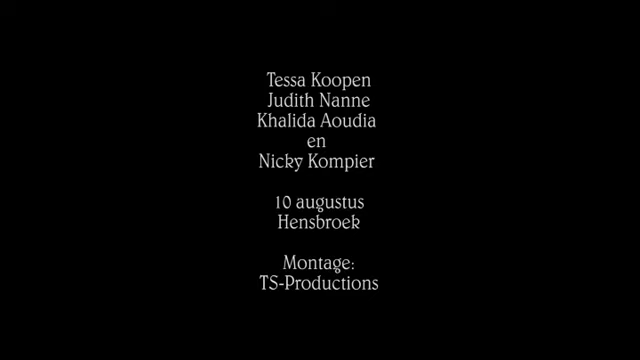 Tessa Koopen
Judith Nanne
Khalida Aoudia
en
Nicky Kompier
10 augustus
Hensbroek
Montage:
TS-Productions